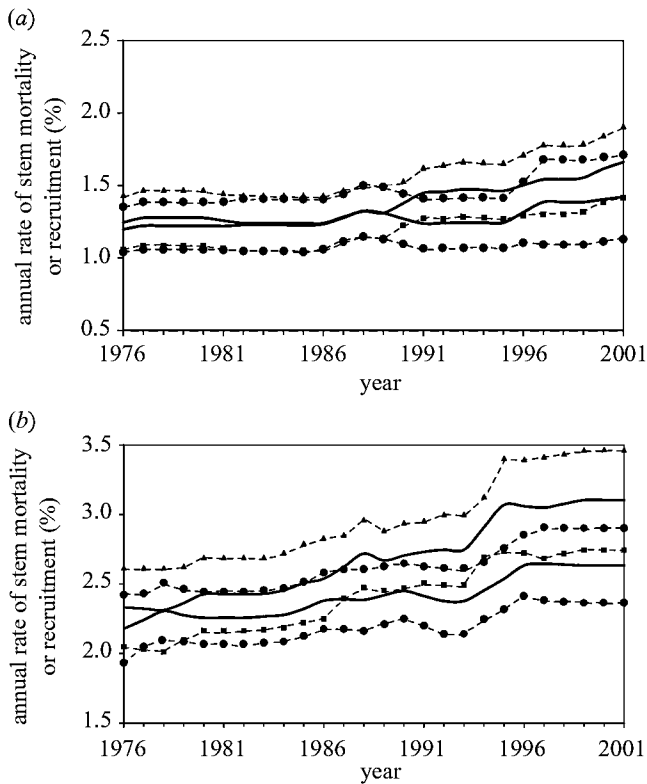 (a)
2.5
2.0
1.5
1.0
0.5
annual rate of stem mortality
or recruitment (%)
1976 1981 1986 1991 1996 2001
year
(b)
3.5
3.0
2.5
2.0
1.5
annual rate of stem mortality
or recruitment (%)
1976 1981 1986 1991 1996 2001
year